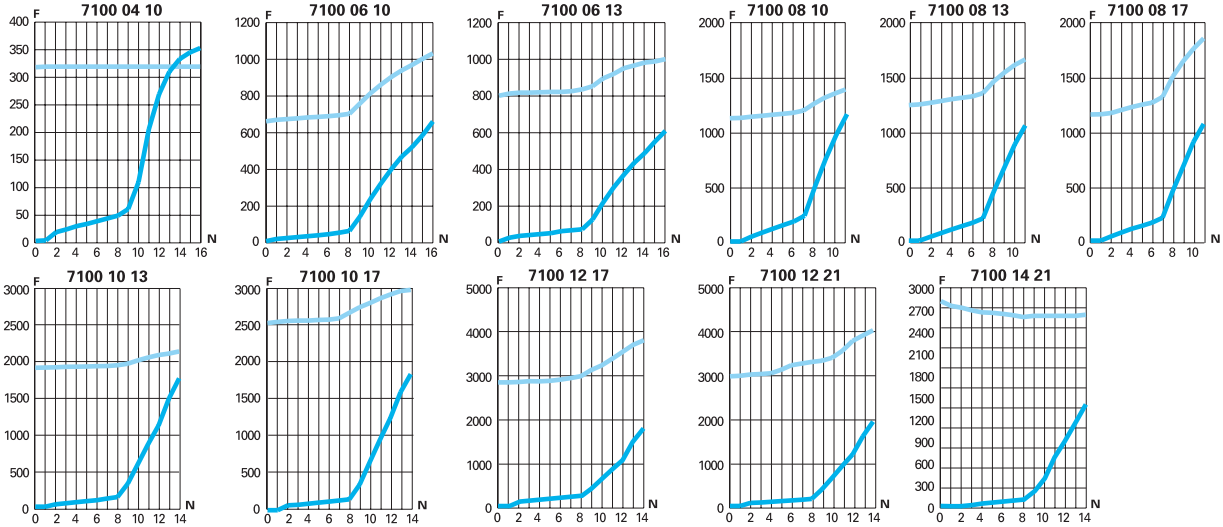 7100 04 10
F
400
350
300
250
200
150
100
50
0
0 2 4 6 8 10 12 14 16
N
7100 06 10
F
1200
1000
800
600
400
200
0
0 2 4 6 8 10 12 14 16
N
7100 06 13
F
1200
1000
800
600
400
200
0
0 2 4 6 8 10 12 14 16
N
7100 08 10
F
2000
1500
1000
500
0
0 2 4 6 8 10
N
7100 08 13
F
2000
1500
1000
500
0
0 2 4 6 8 10
N
7100 08 17
F
2000
1500
1000
500
0
0 2 4 6 8 10
N
7100 10 13
F
3000
2500
2000
1500
1000
500
0
0 2 4 6 8 10 12 14
N
7100 10 17
F
3000
2500
2000
1500
1000
500
0
0 2 4 6 8 10 12 14
N
7100 12 17
F
5000
4000
3000
2000
1000
0
0 2 4 6 8 10 12 14
N
7100 12 21
F
5000
4000
3000
2000
1000
0
0 2 4 6 8 10 12 14
N
7100 14 21
F
3000
2700
2400
2100
1800
1500
1200
900
600
300
0
0 2 4 6 8 10 12 14
N